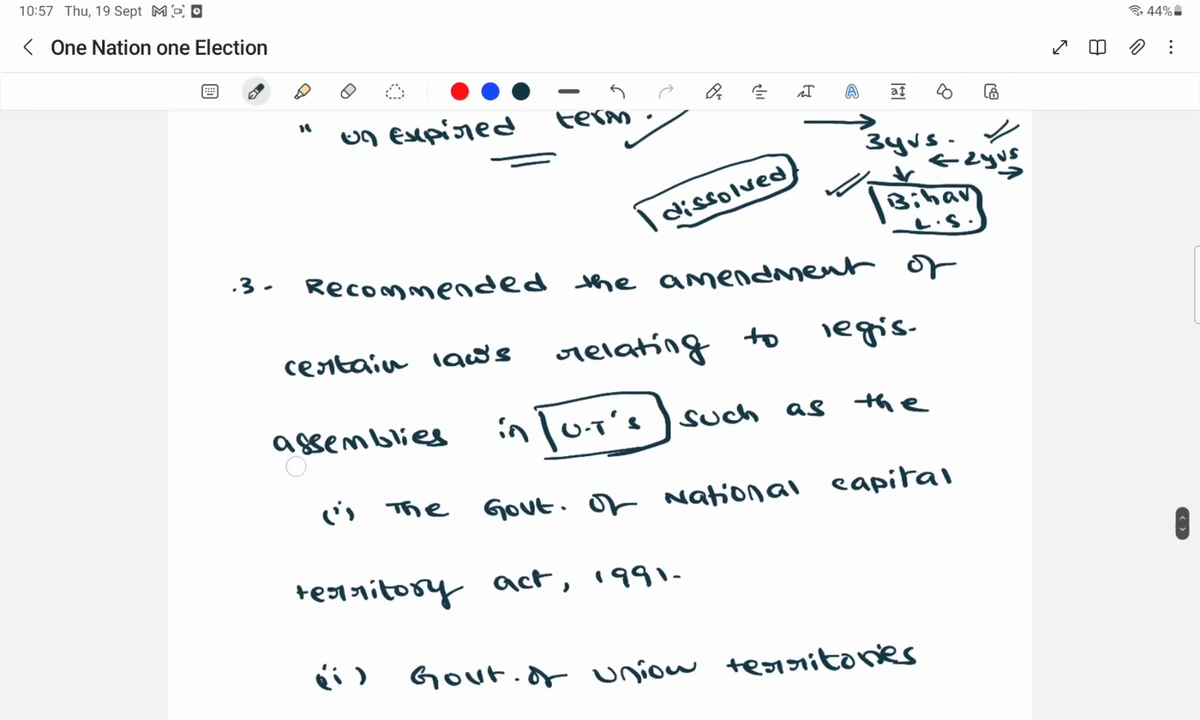 10:57 Thu, 19 Sept 44%
One Nation one Election
" un Expired term.
3yrs.
←2yrs
dissolved
Bihar
L.S.
.3- Recommended the amendment of
certain laws relating to legis-
assemblies in U.T's such as the
(i) The Govt. of National capital
territory act, 1991.
(ii) Govt. of union territories